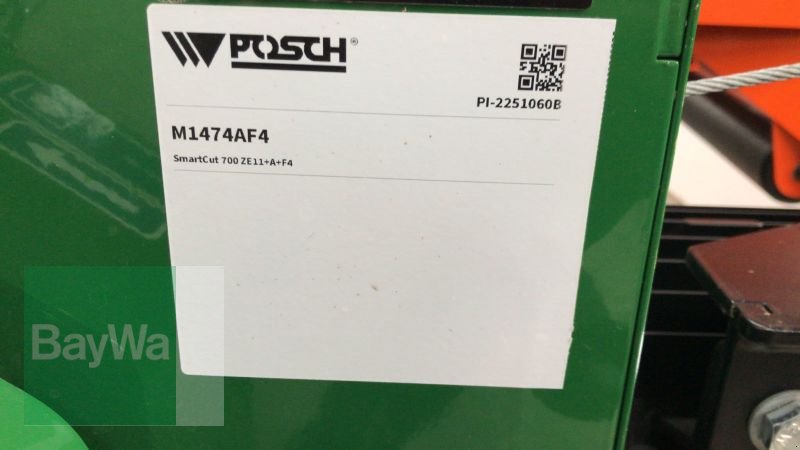 POSCH®
PI-2251060B
M1474AF4
SmartCut 700 ZE11+A+F4
BayWa